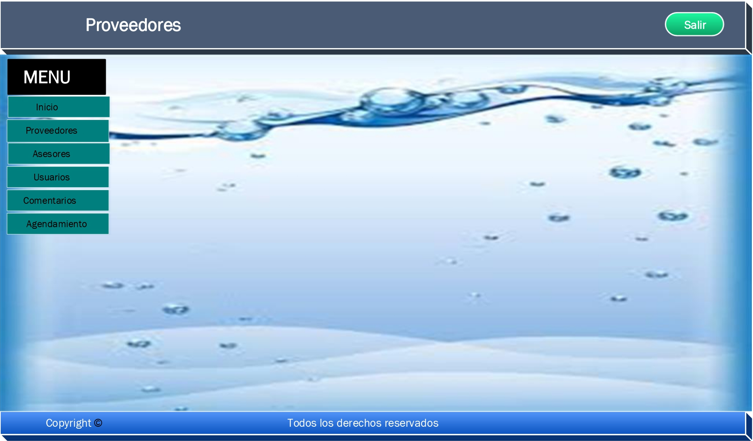 Proveedores
Salir
MENU
Inicio
Proveedores
Asesores
Usuarios
Comentarios
Agendamiento
Copyright ©
Todos los derechos reservados